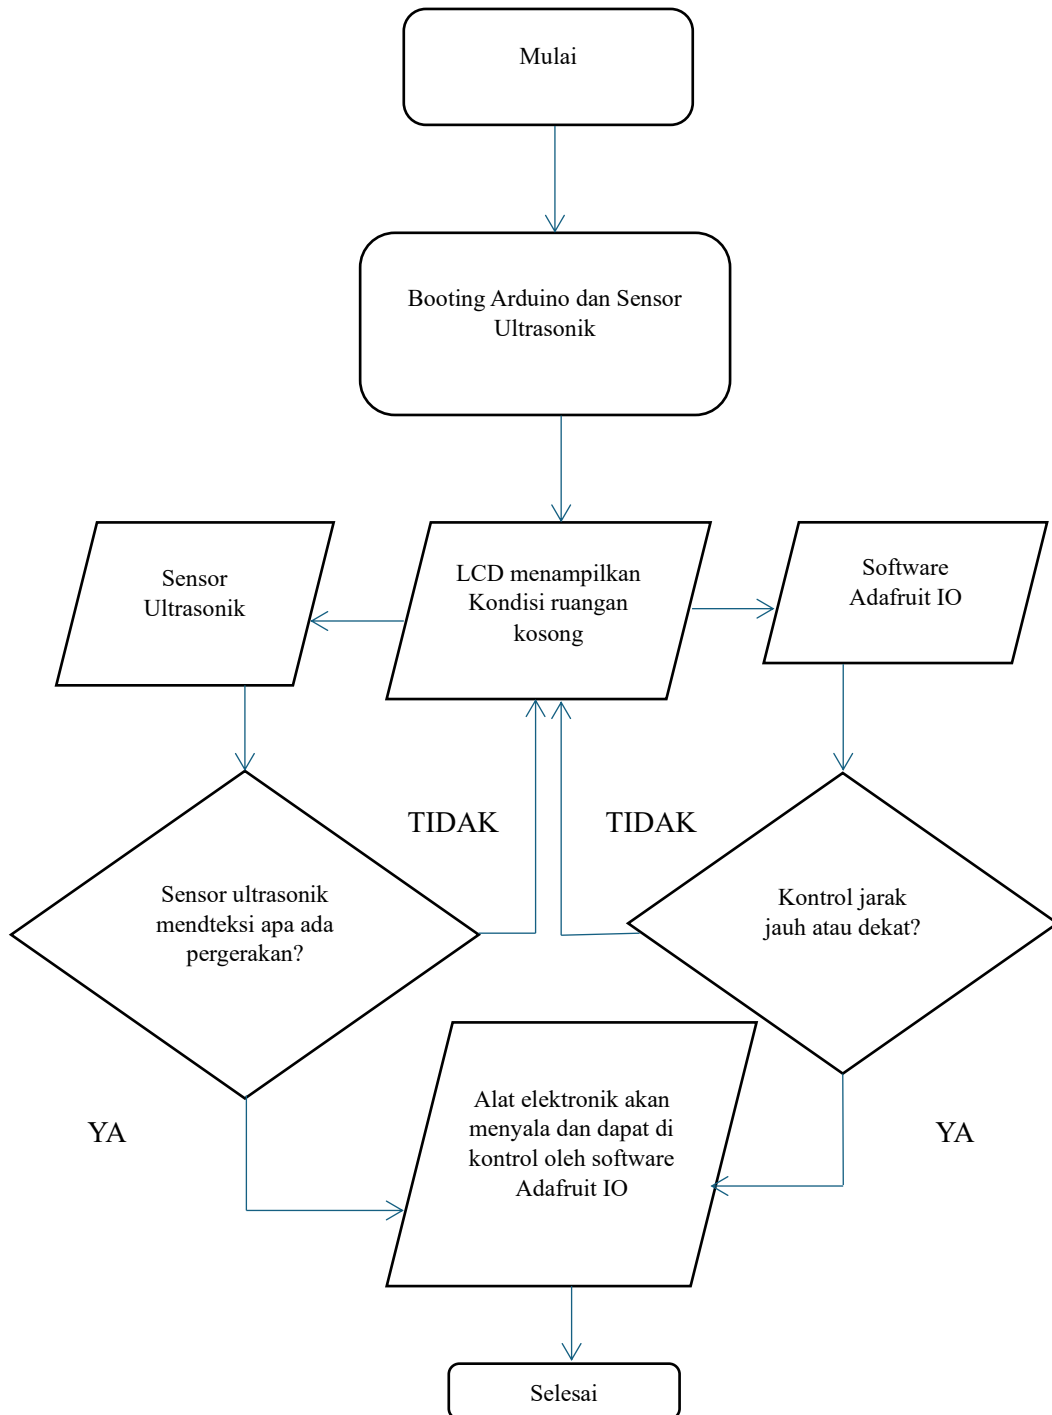 Mulai
Booting Arduino dan Sensor
Ultrasonik
Sensor
Ultrasonik
LCD menampilkan
Kondisi ruangan
kosong
Software
Adafruit IO
TIDAK
TIDAK
Sensor ultrasonik
mendteksi apa ada
pergerakan?
Kontrol jarak
jauh atau dekat?
Alat elektronik akan
menyala dan dapat di
kontrol oleh software
Adafruit IO
YA
YA
Selesai